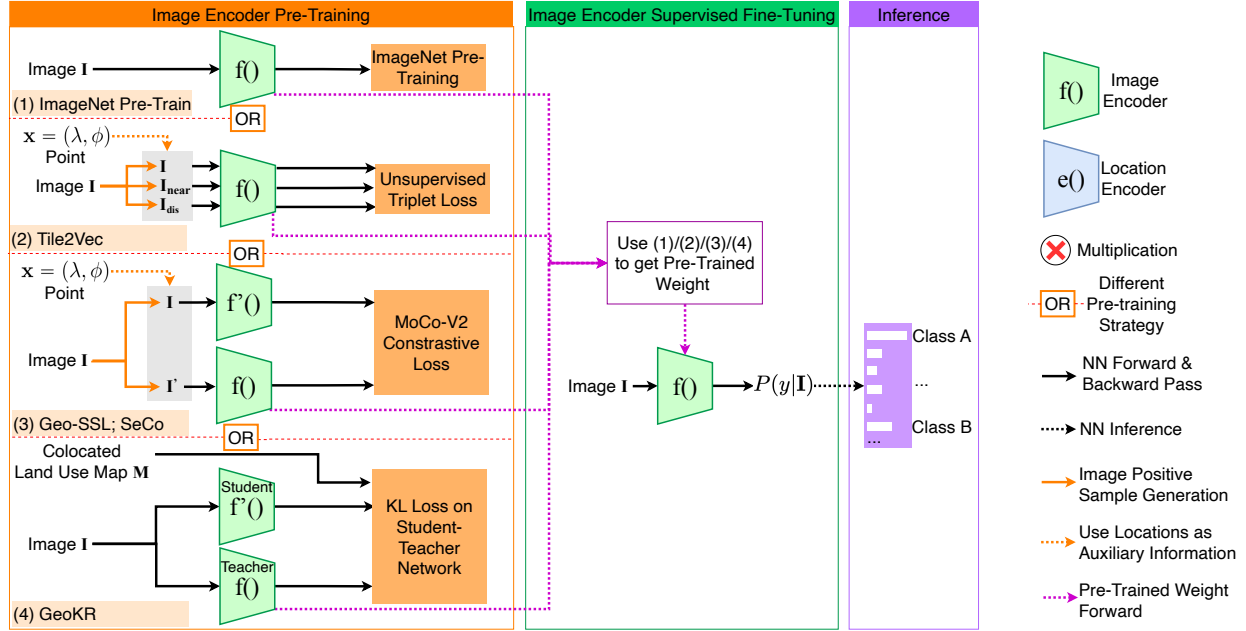 Image Encoder Pre-Training
Image I
f()
ImageNet Pre-
Training
(1) ImageNet Pre-Train
OR
x = (λ, ϕ)
Point
Image I
I
I_near
I_dis
f()
Unsupervised
Triplet Loss
(2) Tile2Vec
OR
x = (λ, ϕ)
Point
Image I
I
I'
f'()
f()
MoCo-V2
Constrastive
Loss
(3) Geo-SSL; SeCo
OR
Colocated
Land Use Map M
Image I
Student
f'()
Teacher
f()
KL Loss on
Student-
Teacher
Network
(4) GeoKR
Image Encoder Supervised Fine-Tuning
Use (1)/(2)/(3)/(4)
to get Pre-Trained
Weight
Image I
f()
P(y|I)
Inference
Class A
...
Class B
...
f()
Image
Encoder
e()
Location
Encoder
Multiplication
OR
Different
Pre-training
Strategy
NN Forward &
Backward Pass
NN Inference
Image Positive
Sample Generation
Use Locations as
Auxiliary Information
Pre-Trained Weight
Forward